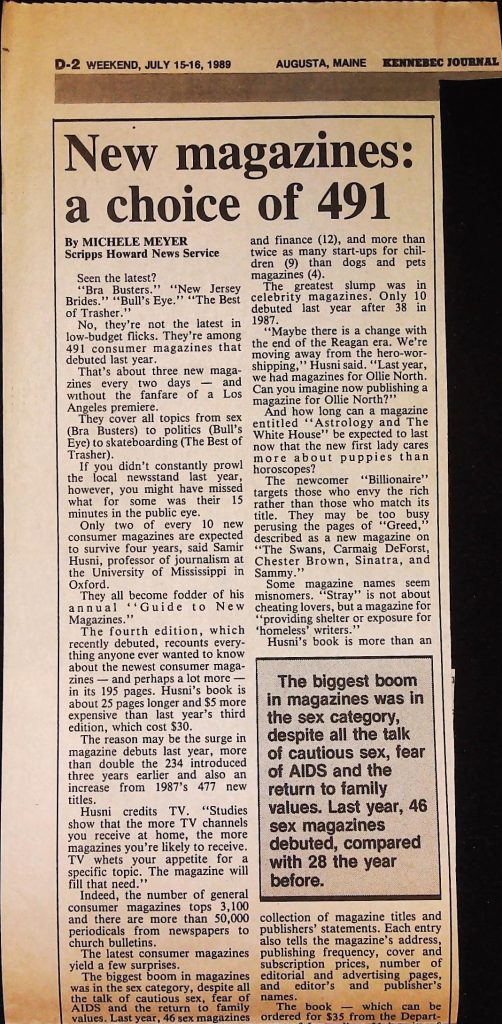 D-2 WEEKEND, JULY 15-16, 1989 AUGUSTA, MAINE KENNEBEC JOURNAL
New magazines:
a choice of 491
By MICHELE MEYER
Scripps Howard News Service
Seen the latest?
"Bra Busters." "New Jersey
Brides." "Bull's Eye." "The Best
of Trasher."
No, they're not the latest in
low-budget flicks. They're among
491 consumer magazines that
debuted last year.
That's about three new maga-
zines every two days — and
without the fanfare of a Los
Angeles premiere.
They cover all topics from sex
(Bra Busters) to politics (Bull's
Eye) to skateboarding (The Best of
Trasher).
If you didn't constantly prowl
the local newsstand last year,
however, you might have missed
what for some was their 15
minutes in the public eye.
Only two of every 10 new
consumer magazines are expected
to survive four years, said Samir
Husni, professor of journalism at
the University of Mississippi in
Oxford.
They all become fodder of his
annual "Guide to New
Magazines."
The fourth edition, which
recently debuted, recounts every-
thing anyone ever wanted to know
about the newest consumer maga-
zines — and perhaps a lot more —
in its 195 pages. Husni's book is
about 25 pages longer and $5 more
expensive than last year's third
edition, which cost $30.
The reason may be the surge in
magazine debuts last year, more
than double the 234 introduced
three years earlier and also an
increase from 1987's 477 new
titles.
Husni credits TV. "Studies
show that the more TV channels
you receive at home, the more
magazines you're likely to receive.
TV whets your appetite for a
specific topic. The magazine will
fill that need."
Indeed, the number of general
consumer magazines tops 3,100
and there are more than 50,000
periodicals from newspapers to
church bulletins.
The latest consumer magazines
yield a few surprises.
The biggest boom in magazines
was in the sex category, despite all
the talk of cautious sex, fear of
AIDS and the return to family
values. Last year, 46 sex magazines
and finance (12), and more than
twice as many start-ups for chil-
dren (9) than dogs and pets
magazines (4).
The greatest slump was in
celebrity magazines. Only 10
debuted last year after 38 in
1987.
"Maybe there is a change with
the end of the Reagan era. We're
moving away from the hero-wor-
shipping," Husni said. "Last year,
we had magazines for Ollie North.
Can you imagine now publishing a
magazine for Ollie North?"
And how long can a magazine
entitled "Astrology and The
White House" be expected to last
now that the new first lady cares
more about puppies than
horoscopes?
The newcomer "Billionaire"
targets those who envy the rich
rather than those who match its
title. They may be too busy
perusing the pages of "Greed,"
described as a new magazine on
"The Swans, Carmaig DeForst,
Chester Brown, Sinatra, and
Sammy."
Some magazine names seem
misnomers. "Stray" is not about
cheating lovers, but a magazine for
"providing shelter or exposure for
'homeless' writers."
Husni's book is more than an
The biggest boom
in magazines was in
the sex category,
despite all the talk
of cautious sex, fear
of AIDS and the
return to family
values. Last year, 46
sex magazines
debuted, compared
with 28 the year
before.
collection of magazine titles and
publishers' statements. Each entry
also tells the magazine's address,
publishing frequency, cover and
subscription prices, number of
editorial and advertising pages,
and editor's and publisher's
names.
The book — which can be
ordered for $35 from the Depart-